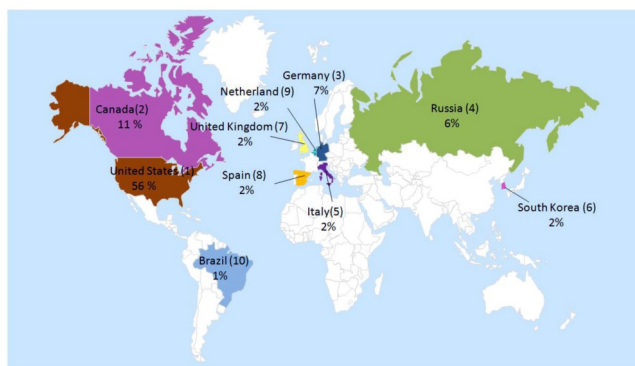 Germany (3)
7%
Netherland (9)
2%
Canada(2)
11 %
Russia (4)
6%
United Kingdom (7)
2%
United States (1)
56 %
Spain (8)
2%
Italy(5)
2%
South Korea (6)
2%
Brazil (10)
1%